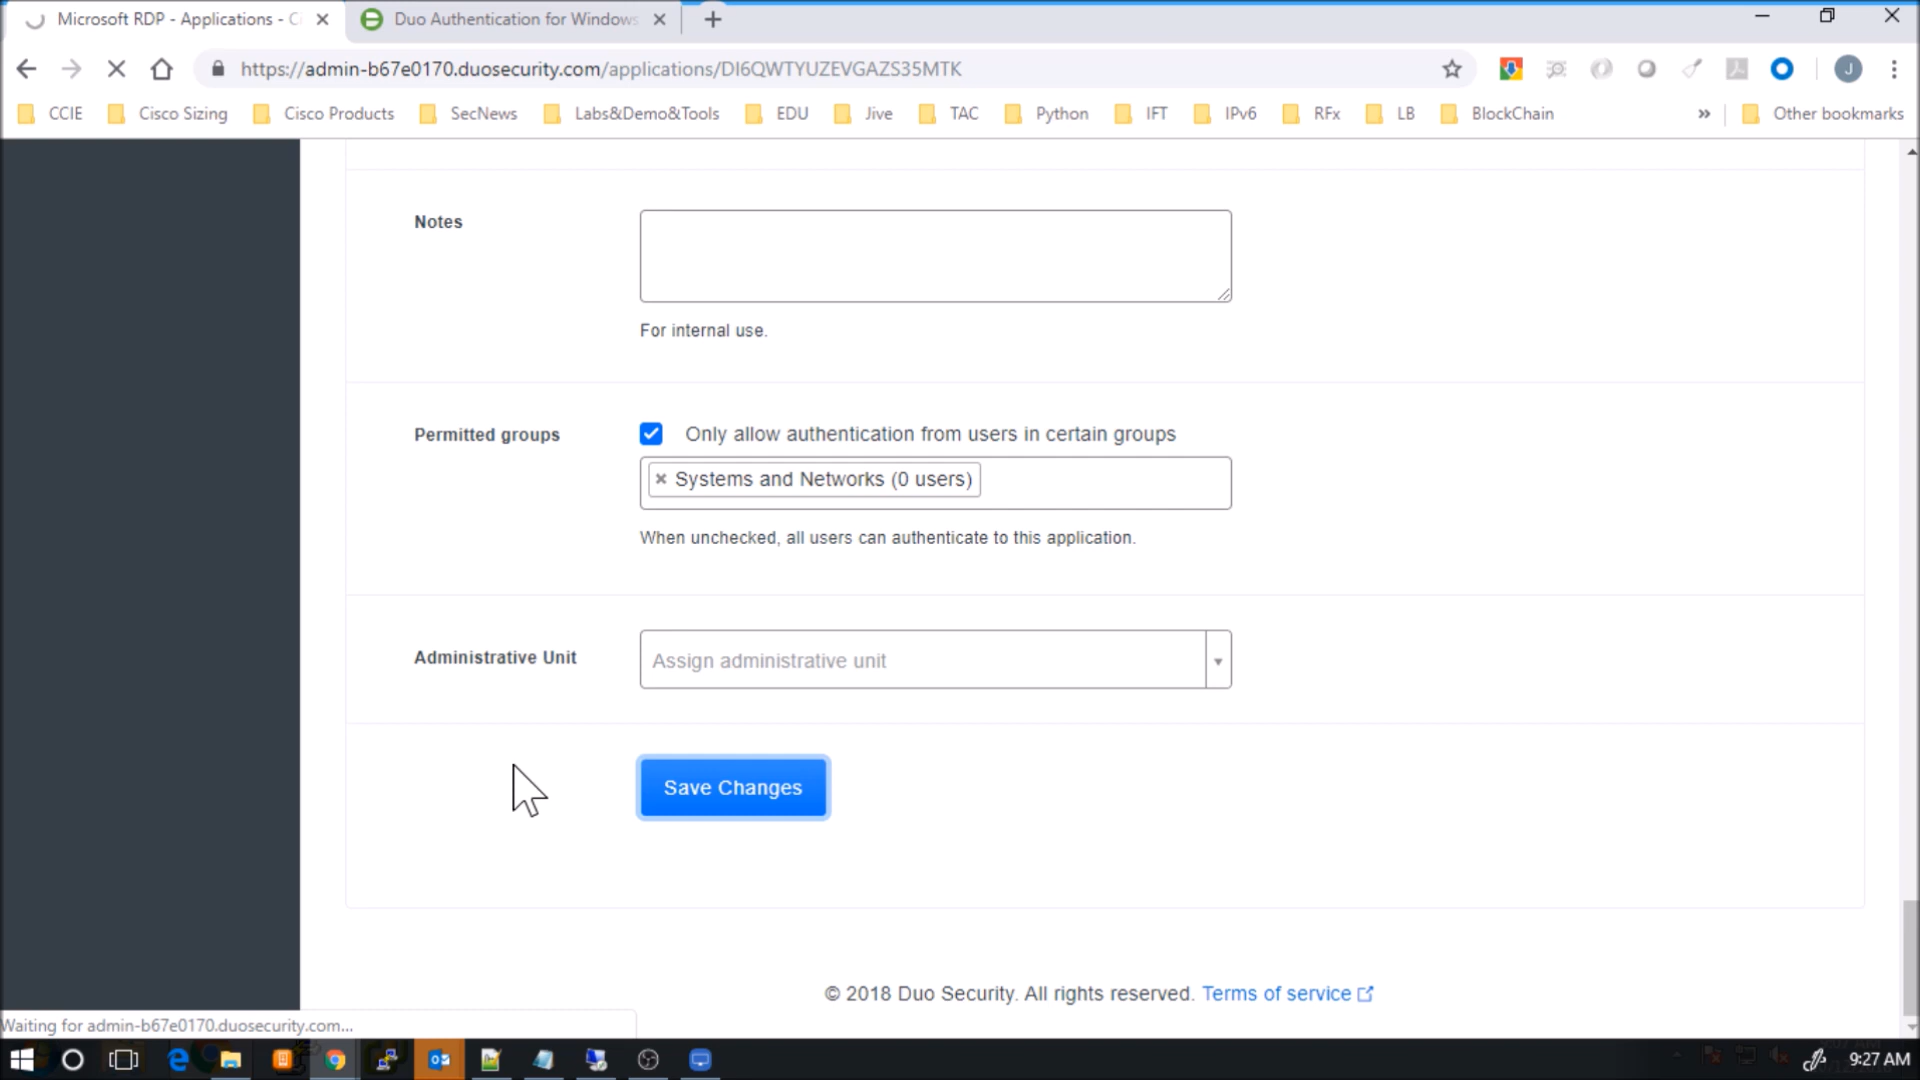 Microsoft RDP - Applications - Ci
Duo Authentication for Windows
https://admin-b67e0170.duosecurity.com/applications/DI6QWTYUZEVGAZS35MTK
J
CCIE
Cisco Sizing
Cisco Products
SecNews
Labs&Demo&Tools
EDU
Jive
TAC
Python
IFT
IPv6
RFx
LB
BlockChain
»
Other bookmarks
Notes
For internal use.
Permitted groups
Only allow authentication from users in certain groups
× Systems and Networks (0 users)
When unchecked, all users can authenticate to this application.
Administrative Unit
Assign administrative unit
Save Changes
© 2018 Duo Security. All rights reserved. Terms of service
Waiting for admin-b67e0170.duosecurity.com...
9:27 AM